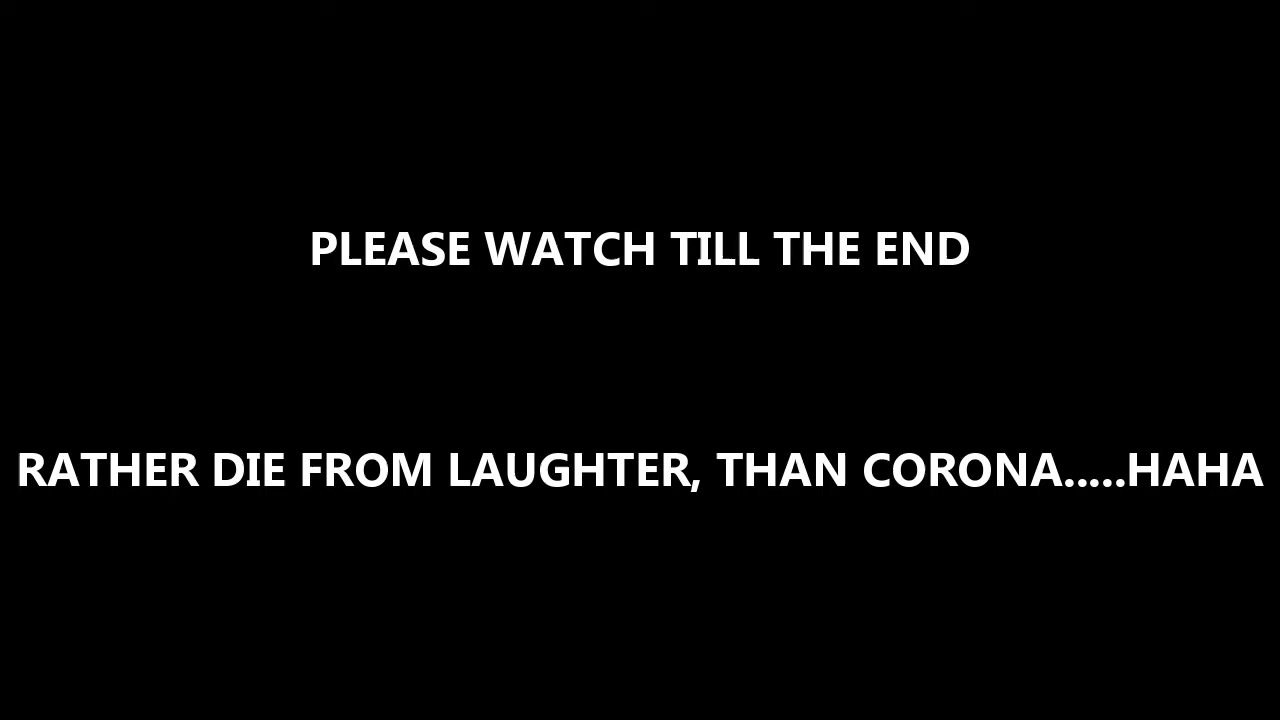 PLEASE WATCH TILL THE END
RATHER DIE FROM LAUGHTER, THAN CORONA.....HAHA